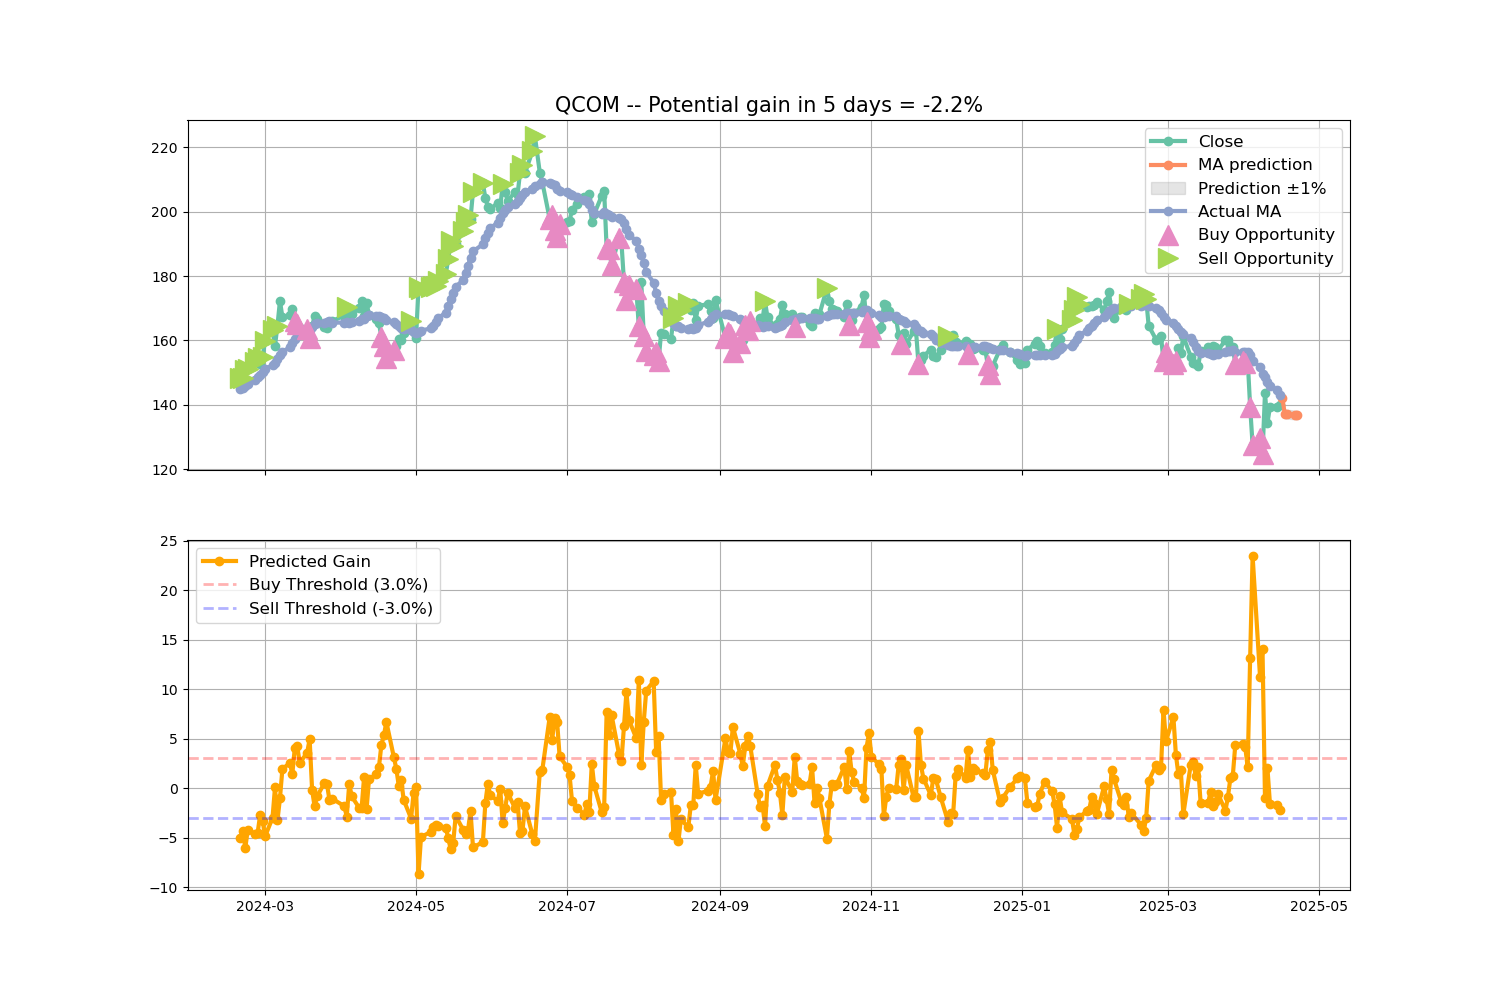 QCOM -- Potential gain in 5 days = -2.2%
220
200
180
160
140
120
Close
MA prediction
Prediction ±1%
Actual MA
Buy Opportunity
Sell Opportunity
25
20
15
10
5
0
−5
−10
Predicted Gain
Buy Threshold (3.0%)
Sell Threshold (-3.0%)
2024-03
2024-05
2024-07
2024-09
2024-11
2025-01
2025-03
2025-05